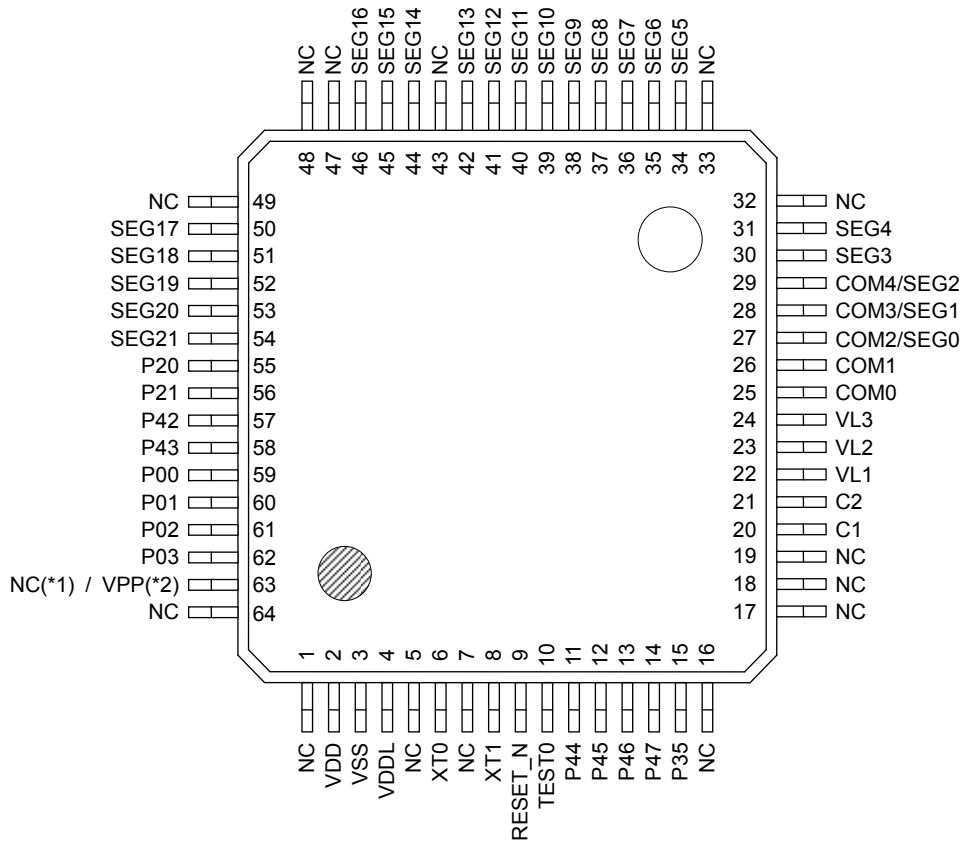 NC
NC
SEG16
SEG15
SEG14
NC
SEG13
SEG12
SEG11
SEG10
SEG9
SEG8
SEG7
SEG6
SEG5
NC
48
47
46
45
44
43
42
41
40
39
38
37
36
35
34
33
NC 49
SEG17 50
SEG18 51
SEG19 52
SEG20 53
SEG21 54
P20 55
P21 56
P42 57
P43 58
P00 59
P01 60
P02 61
P03 62
NC(*1) / VPP(*2) 63
NC 64
32 NC
31 SEG4
30 SEG3
29 COM4/SEG2
28 COM3/SEG1
27 COM2/SEG0
26 COM1
25 COM0
24 VL3
23 VL2
22 VL1
21 C2
20 C1
19 NC
18 NC
17 NC
1
2
3
4
5
6
7
8
9
10
11
12
13
14
15
16
NC
VDD
VSS
VDDL
NC
XT0
NC
XT1
RESET_N
TEST0
P44
P45
P46
P47
P35
NC